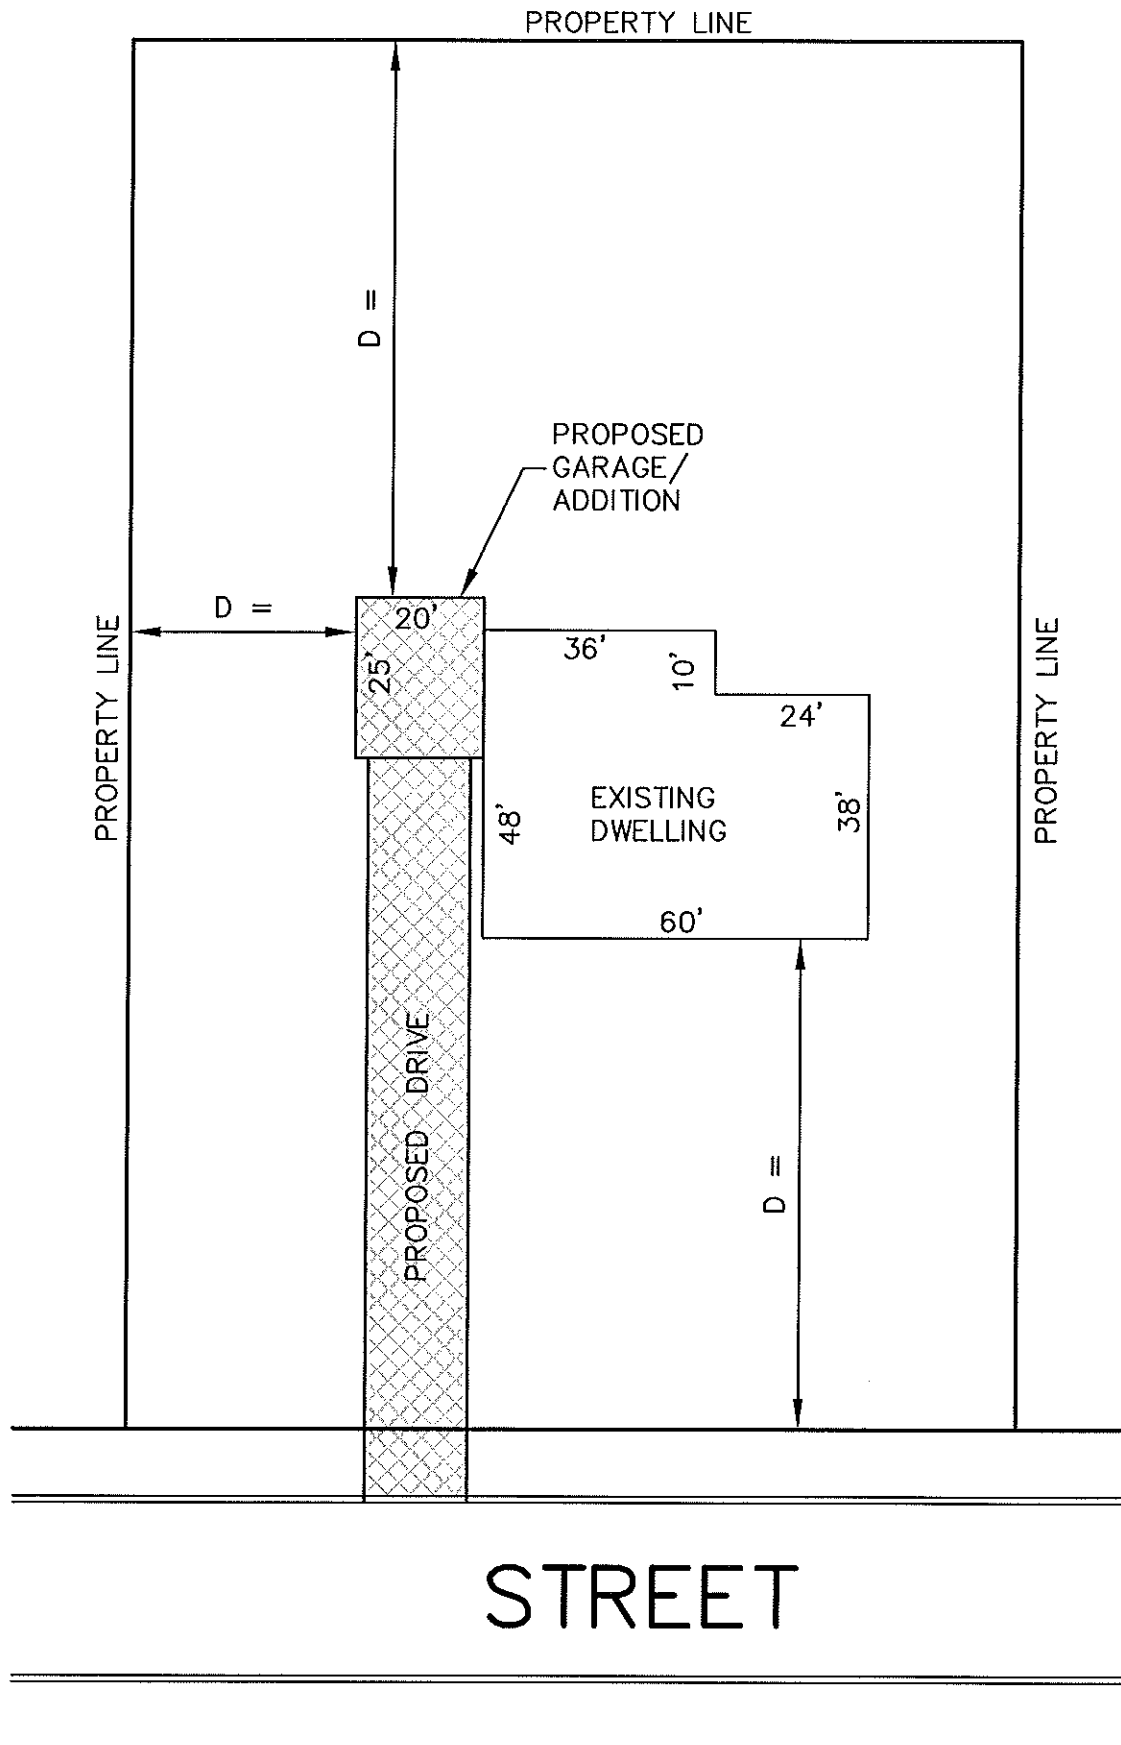 PROPERTY LINE
D =
PROPOSED
GARAGE/
ADDITION
D =
20'
25'
36'
10'
24'
PROPERTY LINE
PROPERTY LINE
EXISTING
DWELLING
48'
38'
60'
PROPOSED DRIVE
D =
STREET